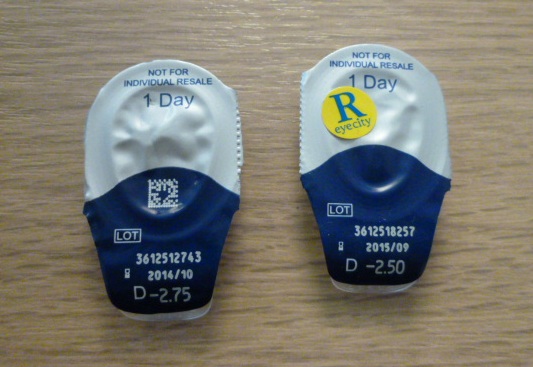 NOT FOR
INDIVIDUAL RESALE
1 Day
LOT
3612512743
2014/10
D -2.75
NOT FOR
INDIVIDUAL RESALE
1 Day
R
eyecity
LOT
3612518257
2015/09
D -2.50